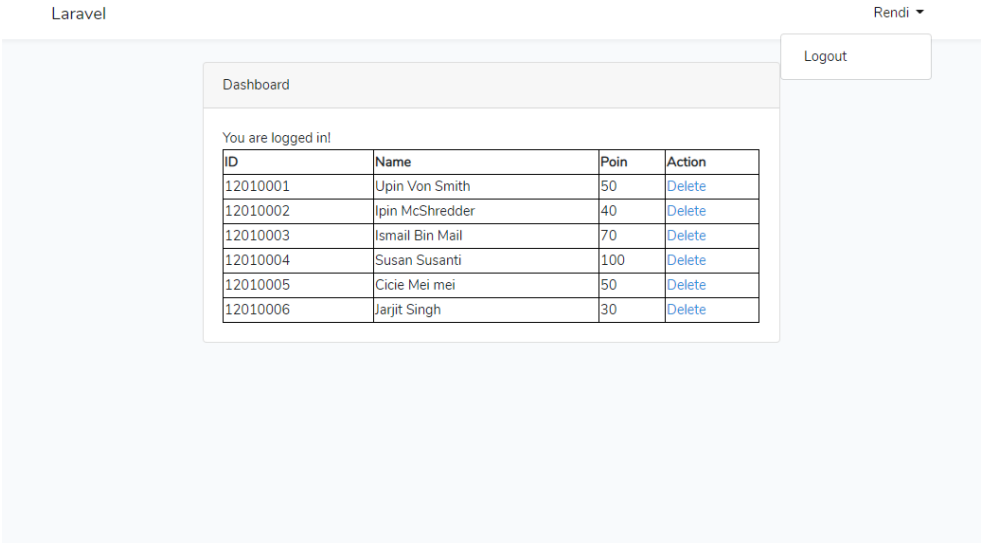 Laravel Rendi
Logout
Dashboard
You are logged in!
ID Name Poin Action
12010001 Upin Von Smith 50 Delete
12010002 Ipin McShredder 40 Delete
12010003 Ismail Bin Mail 70 Delete
12010004 Susan Susanti 100 Delete
12010005 Cicie Mei mei 50 Delete
12010006 Jarjit Singh 30 Delete